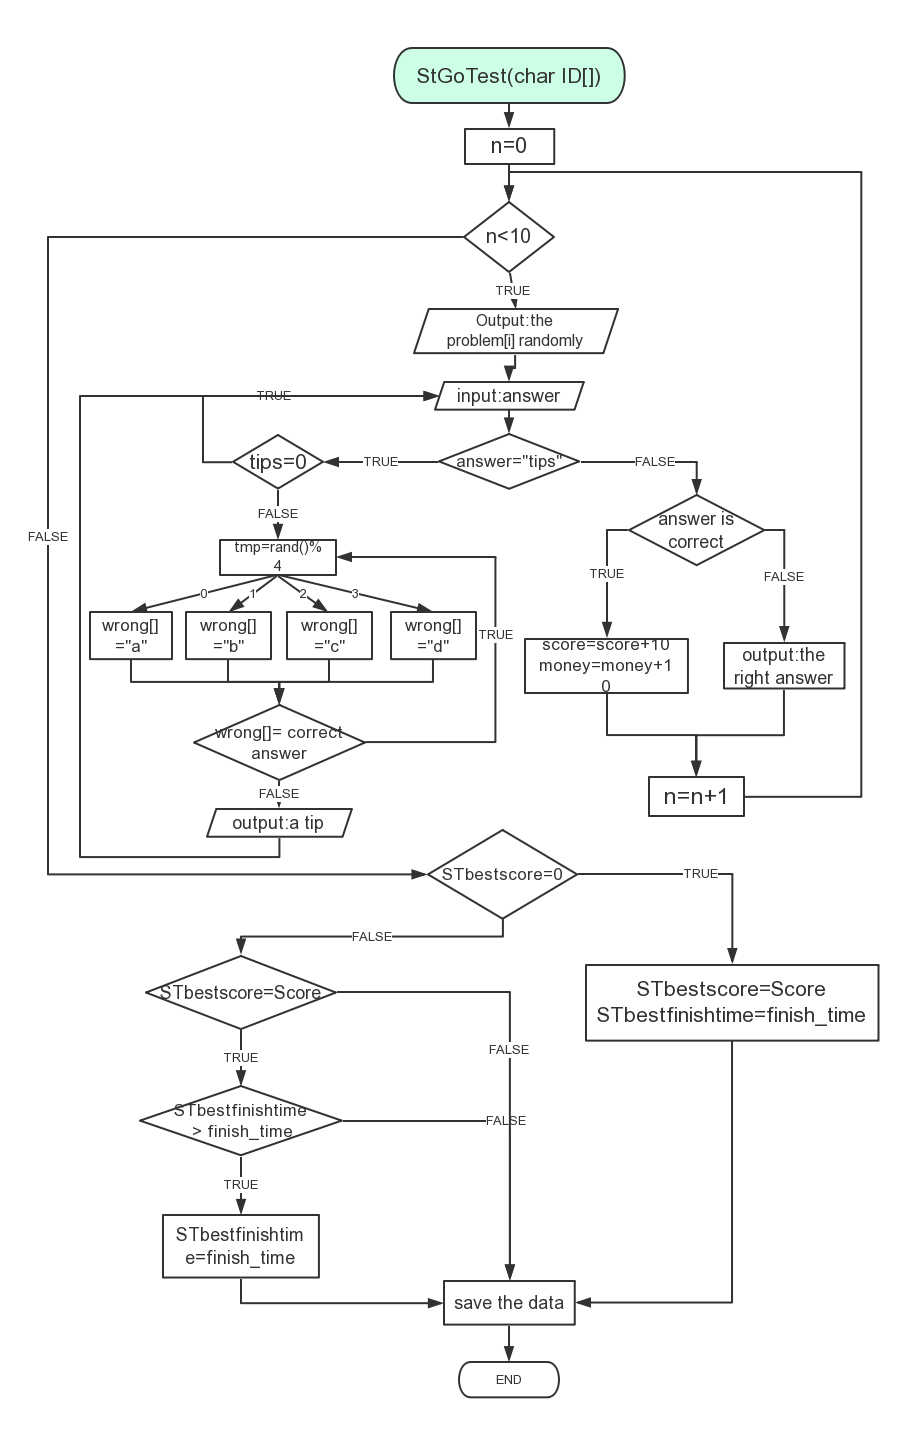 StGoTest(char ID[])
n=0
n<10
TRUE
Output:the
problem[i] randomly
TRUE
input:answer
tips=0
TRUE
answer="tips"
FALSE
FALSE
FALSE
answer is
correct
tmp=rand()%
4
TRUE
FALSE
0
1
2
3
wrong[]
="a"
wrong[]
="b"
wrong[]
="c"
wrong[]
="d"
TRUE
score=score+10
money=money+1
0
output:the
right answer
wrong[]= correct
answer
FALSE
n=n+1
output:a tip
STbestscore=0
TRUE
FALSE
STbestscore=Score
STbestscore=Score
STbestfinishtime=finish_time
FALSE
TRUE
STbestfinishtime
> finish_time
FALSE
TRUE
STbestfinishtim
e=finish_time
save the data
END